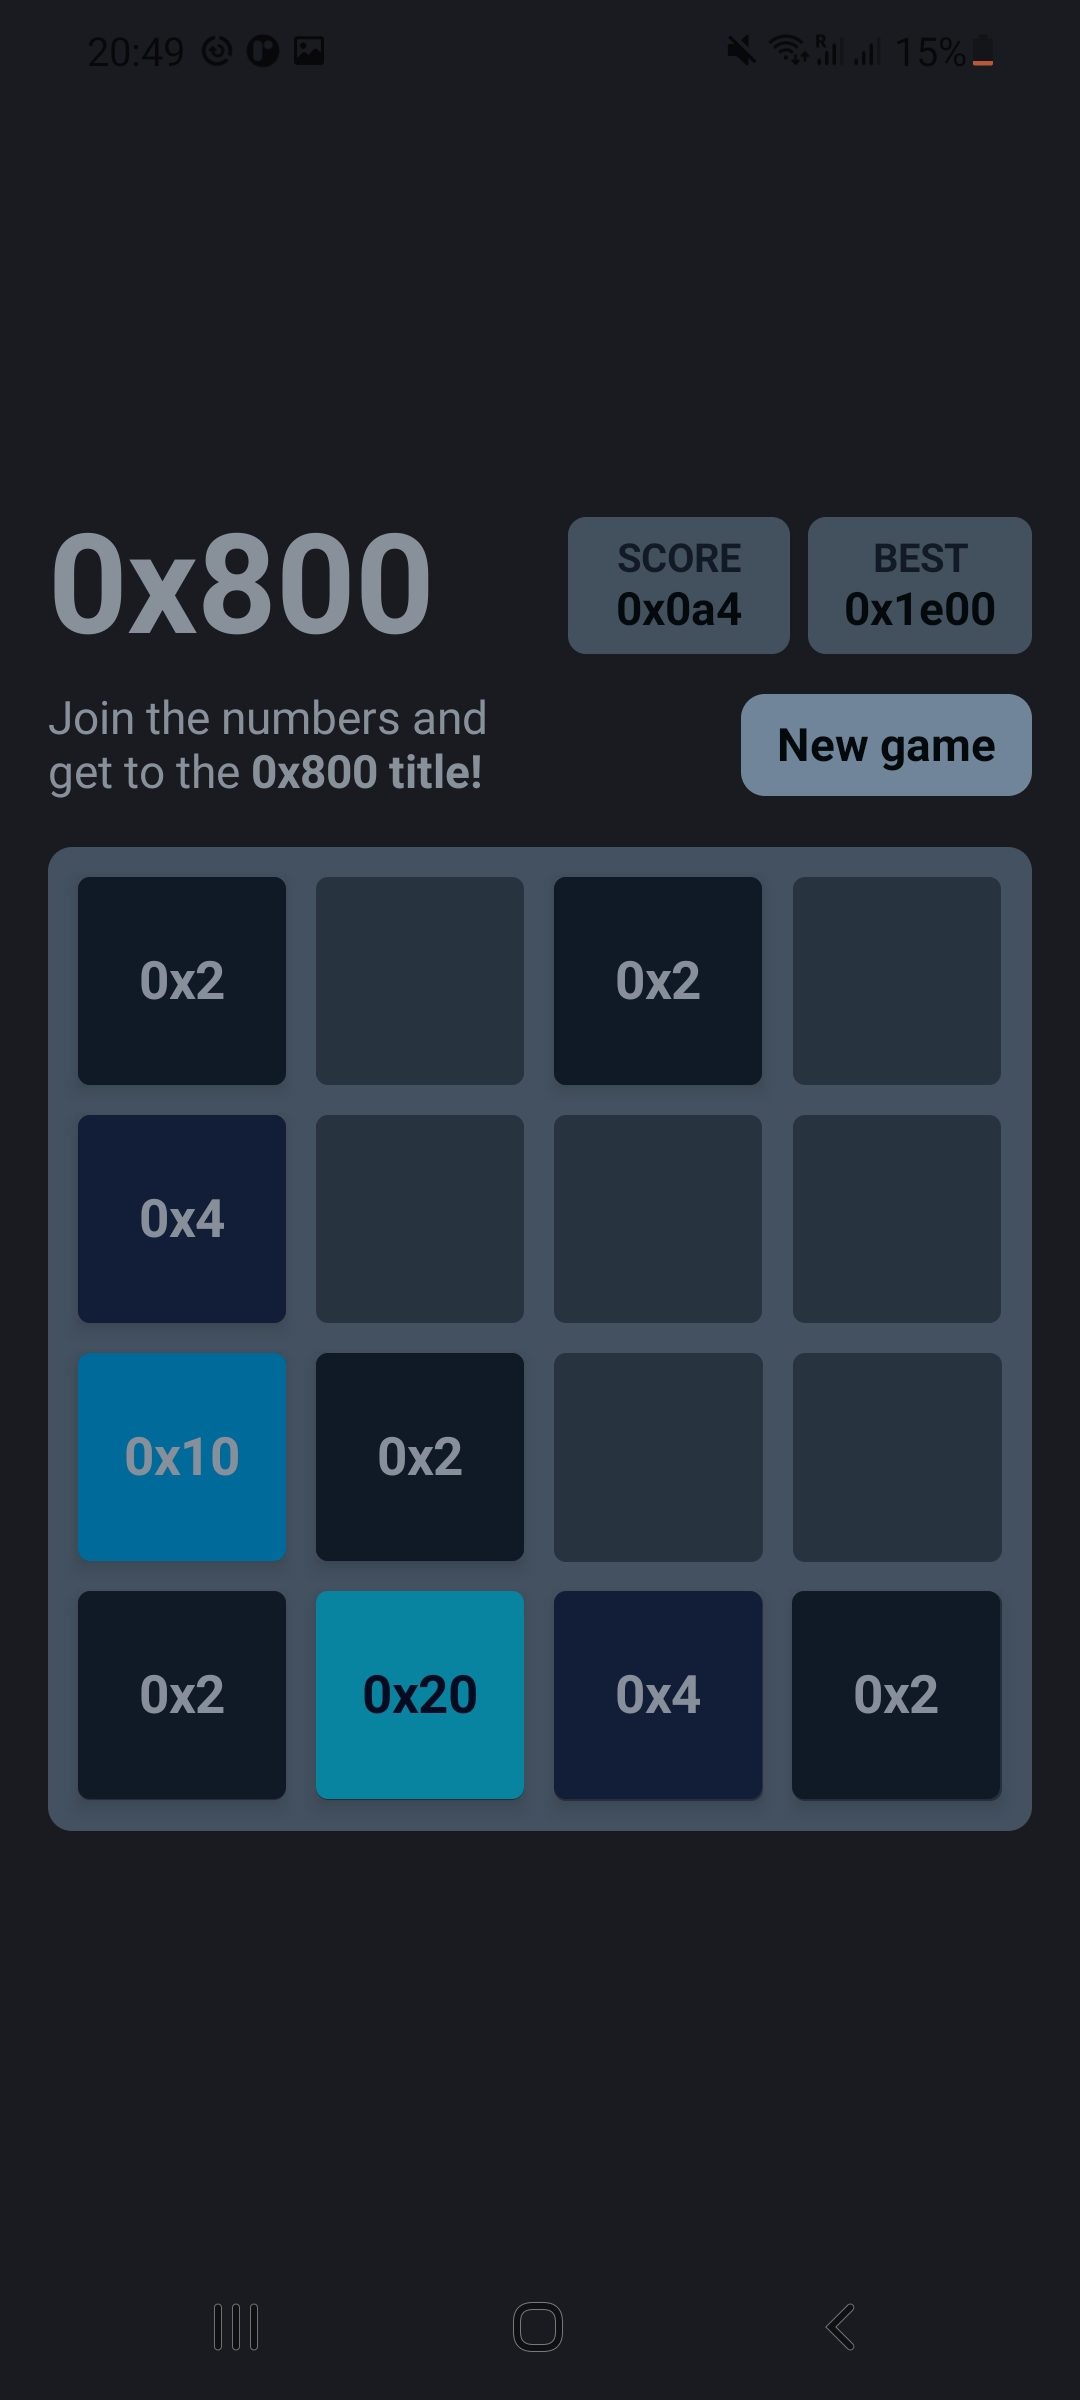 20:49 R 15%
0x800
SCORE
0x0a4
BEST
0x1e00
Join the numbers and
get to the 0x800 title!
New game
0x2 0x2
0x4
0x10 0x2
0x2 0x20 0x4 0x2